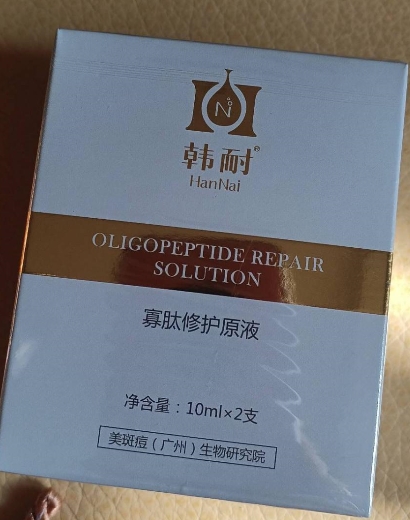 N
韩耐®
HanNai
OLIGOPEPTIDE REPAIR
SOLUTION
寡肽修护原液
净含量：10ml×2支
美斑痘（广州）生物研究院